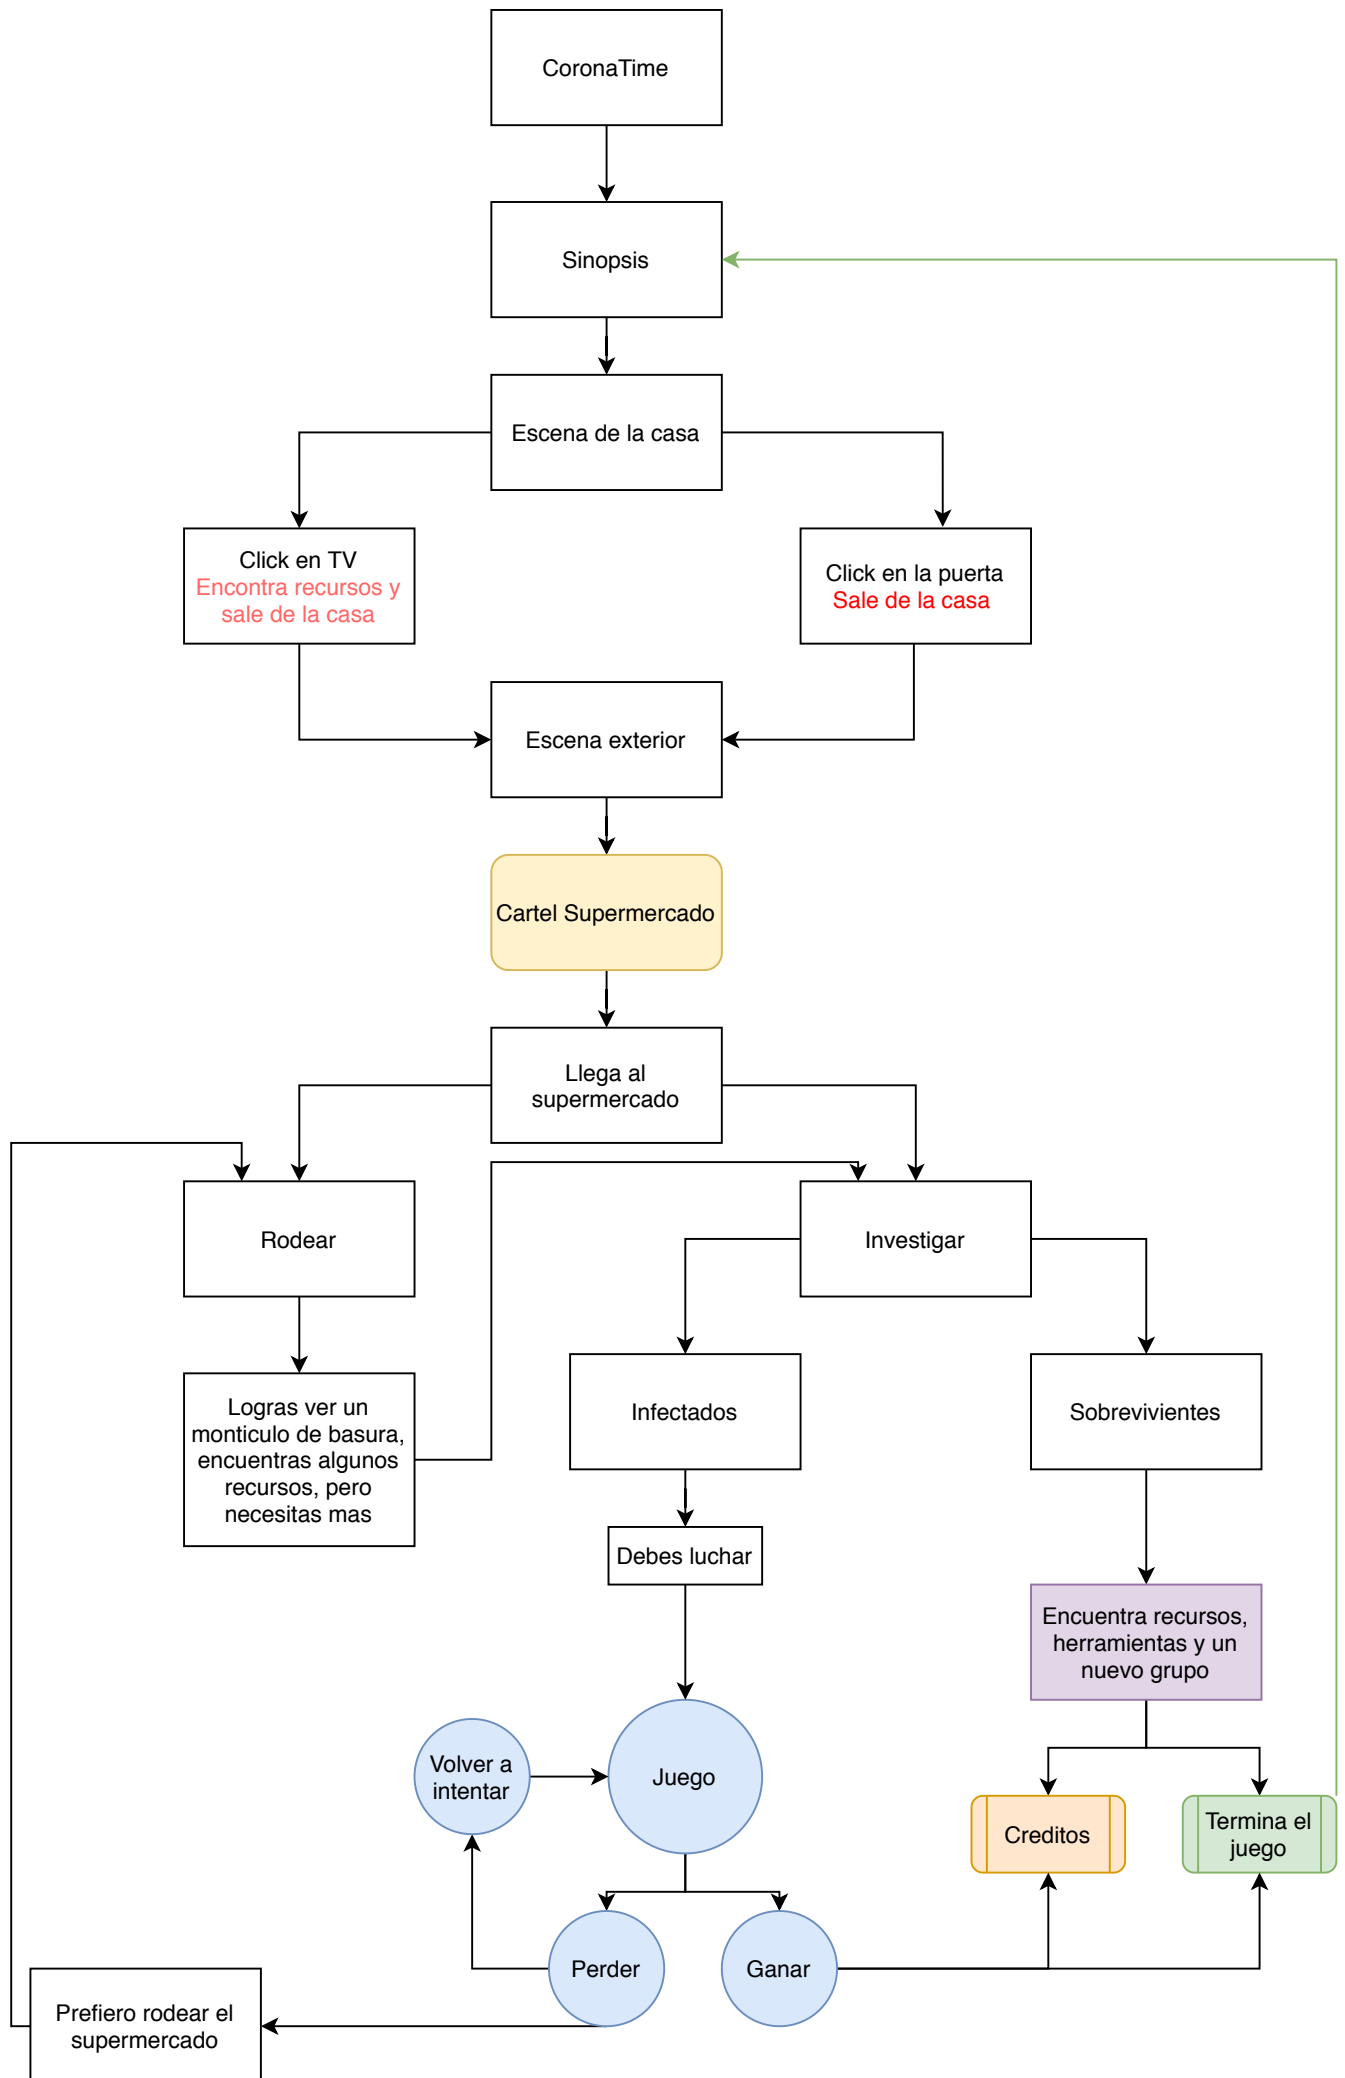 CoronaTime
Sinopsis
Escena de la casa
Click en TV
Encontra recursos y
sale de la casa
Click en la puerta
Sale de la casa
Escena exterior
Cartel Supermercado
Llega al
supermercado
Rodear
Investigar
Logras ver un
monticulo de basura,
encuentras algunos
recursos, pero
necesitas mas
Infectados
Sobrevivientes
Debes luchar
Encuentra recursos,
herramientas y un
nuevo grupo
Volver a
intentar
Juego
Creditos
Termina el
juego
Perder
Ganar
Prefiero rodear el
supermercado